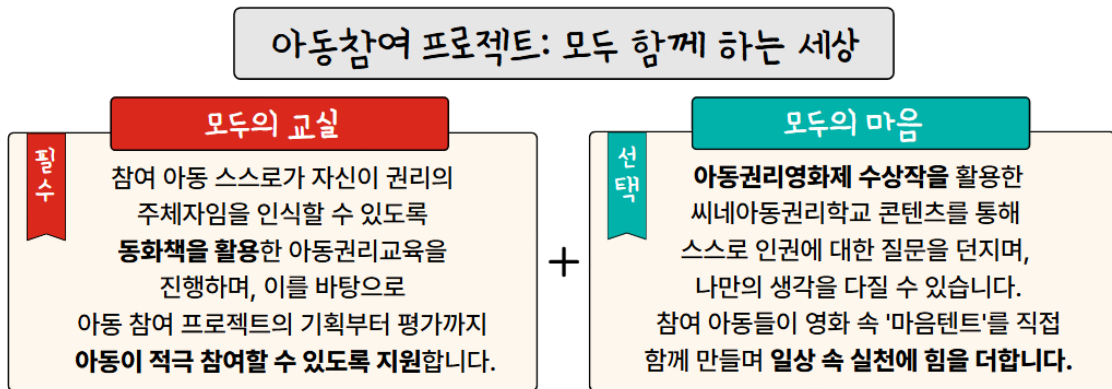 아동참여 프로젝트: 모두 함께 하는 세상
모두의 교실
필수
참여 아동 스스로가 자신이 권리의
주체자임을 인식할 수 있도록
동화책을 활용한 아동권리교육을
진행하며, 이를 바탕으로
아동 참여 프로젝트의 기획부터 평가까지
아동이 적극 참여할 수 있도록 지원합니다.
+
모두의 마음
선택
아동권리영화제 수상작을 활용한
씨네아동권리학교 콘텐츠를 통해
스스로 인권에 대한 질문을 던지며,
나만의 생각을 다질 수 있습니다.
참여 아동들이 영화 속 '마음텐트'를 직접
함께 만들며 일상 속 실천에 힘을 더합니다.